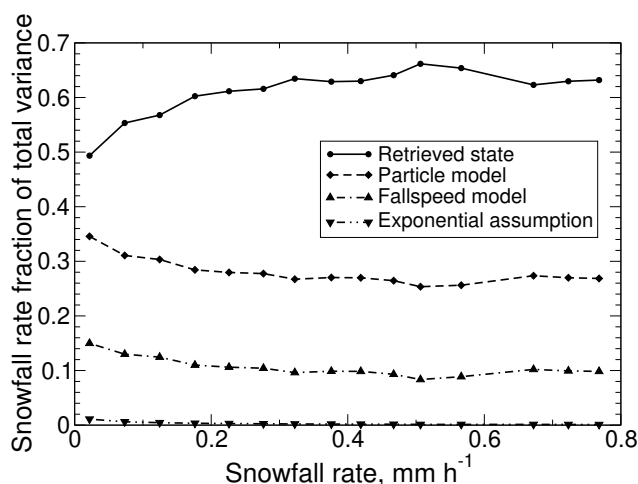 Snowfall rate fraction of total variance
0.7
0.6
0.5
0.4
0.3
0.2
0.1
0
Retrieved state
Particle model
Fallspeed model
Exponential assumption
0 0.2 0.4 0.6 0.8
Snowfall rate, mm h⁻¹